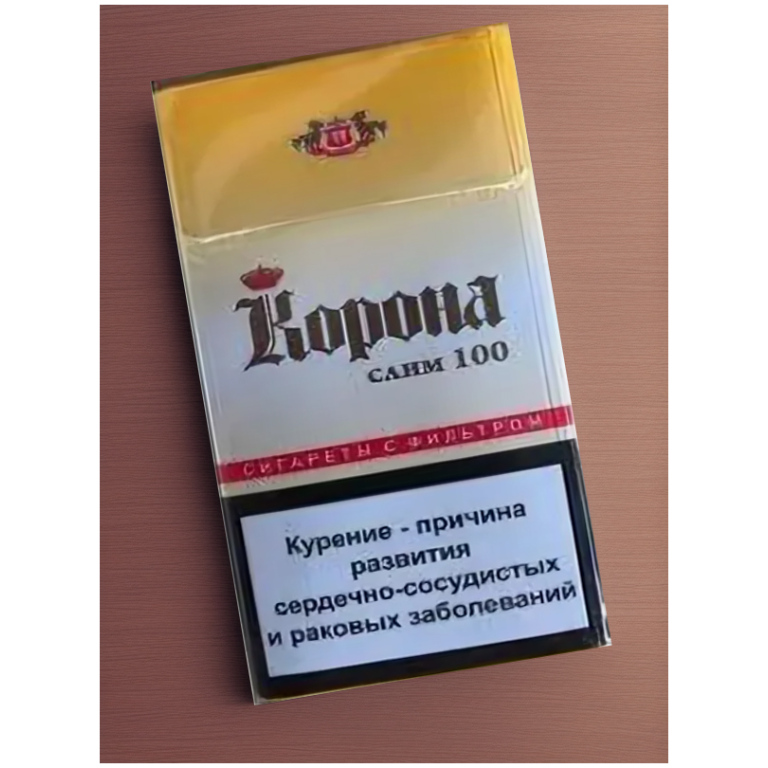 Корона
СЛИМ 100
СИГАРЕТЫ С ФИЛЬТРОМ
Курение - причина
развития
сердечно-сосудистых
и раковых заболеваний